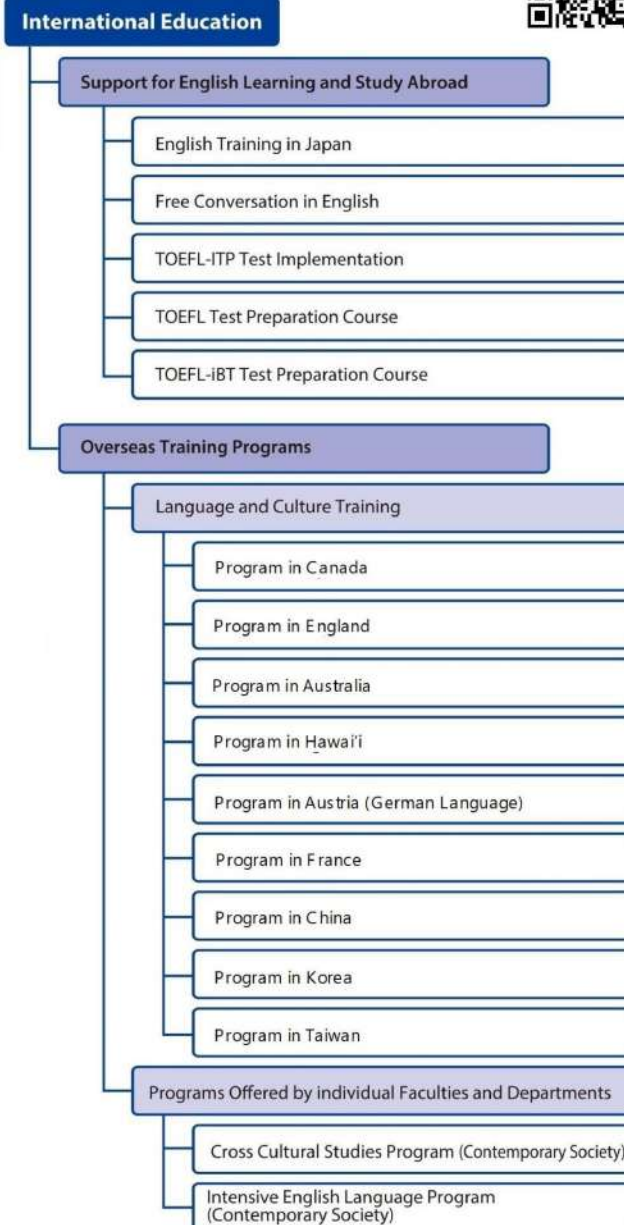 International Education
Support for English Learning and Study Abroad
English Training in Japan
Free Conversation in English
TOEFL-ITP Test Implementation
TOEFL Test Preparation Course
TOEFL-iBT Test Preparation Course
Overseas Training Programs
Language and Culture Training
Program in Canada
Program in England
Program in Australia
Program in Hawai'i
Program in Austria (German Language)
Program in France
Program in China
Program in Korea
Program in Taiwan
Programs Offered by individual Faculties and Departments
Cross Cultural Studies Program (Contemporary Society)
Intensive English Language Program
(Contemporary Society)